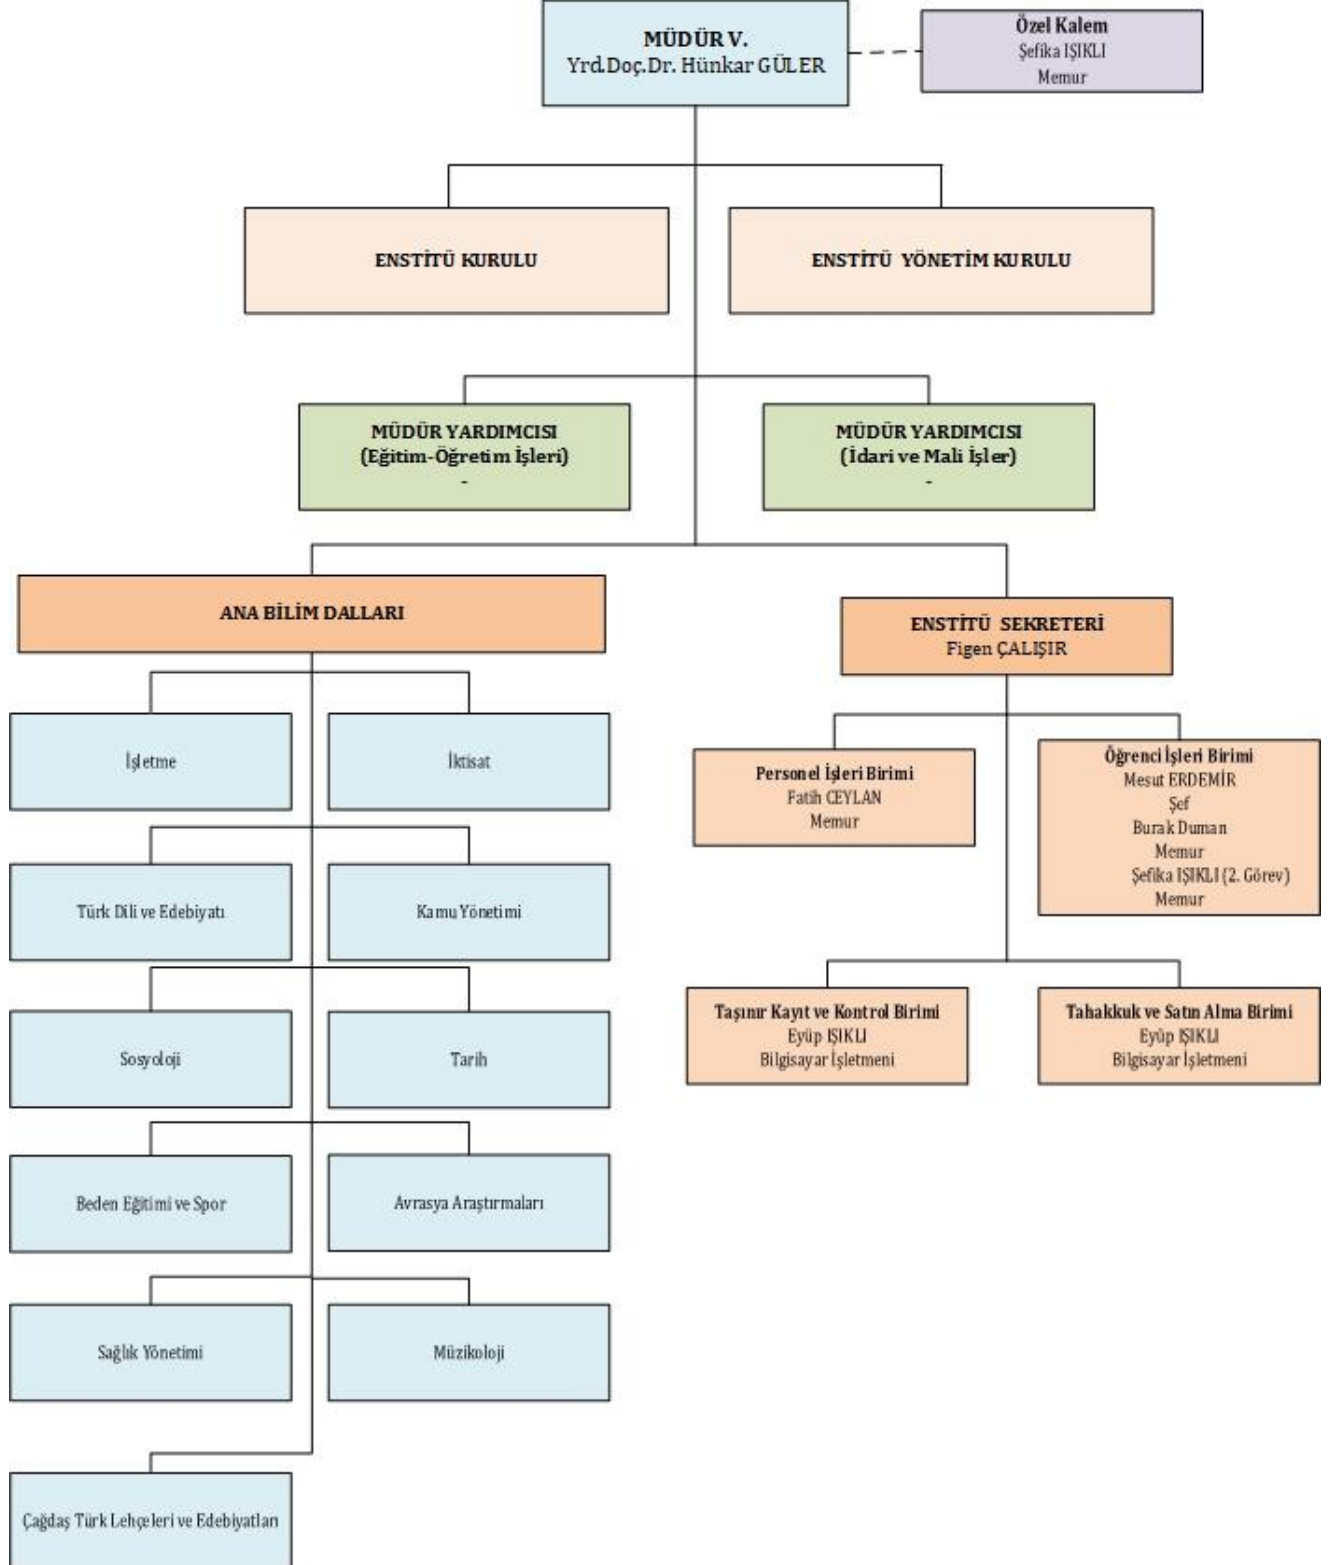 MÜDÜR V.
Yrd.Doç.Dr. Hünkar GÜLER
Özel Kalem
Şefika IŞIKLI
Memur
ENSTİTÜ KURULU
ENSTİTÜ YÖNETİM KURULU
MÜDÜR YARDIMCISI
(Eğitim-Öğretim İşleri)
-
MÜDÜR YARDIMCISI
(İdari ve Mali İşler)
-
ANA BİLİM DALLARI
ENSTİTÜ SEKRETERİ
Figen ÇALIŞIR
İşletme
İktisat
Türk Dili ve Edebiyatı
Kamu Yönetimi
Sosyoloji
Tarih
Beden Eğitimi ve Spor
Avrasya Araştırmaları
Sağlık Yönetimi
Müzikoloji
Çağdaş Türk Lehçeleri ve Edebiyatları
Personel İşleri Birimi
Fatih CEYLAN
Memur
Öğrenci İşleri Birimi
Mesut ERDEMİR
Şef
Burak Duman
Memur
Şefika IŞIKLI (2. Görev)
Memur
Taşınır Kayıt ve Kontrol Birimi
Eyüp IŞIKLI
Bilgisayar İşletmeni
Tahakkuk ve Satın Alma Birimi
Eyüp IŞIKLI
Bilgisayar İşletmeni